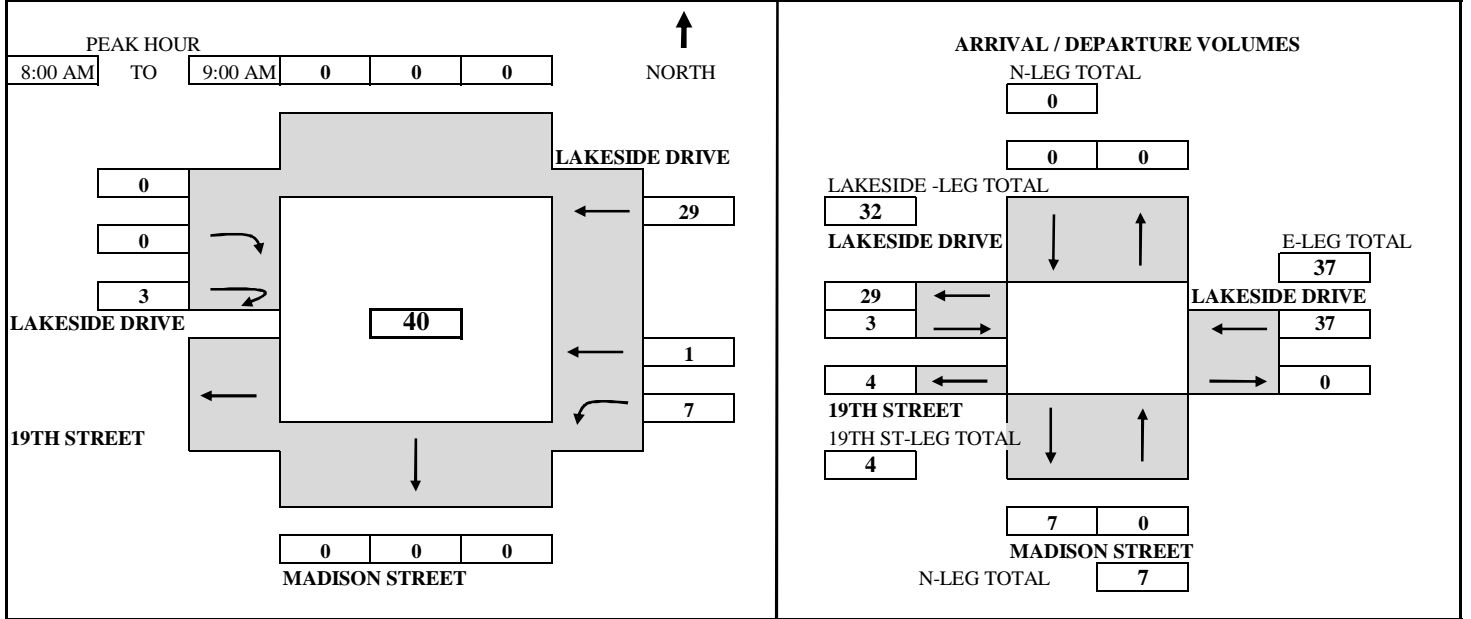 PEAK HOUR
8:00 AM TO 9:00 AM 0 0 0
NORTH
LAKESIDE DRIVE
0
29
0
3
LAKESIDE DRIVE
40
1
7
19TH STREET
0 0 0
MADISON STREET
ARRIVAL / DEPARTURE VOLUMES
N-LEG TOTAL
0
0 0
LAKESIDE -LEG TOTAL
32
LAKESIDE DRIVE
E-LEG TOTAL
37
29
LAKESIDE DRIVE
3
37
4
0
19TH STREET
19TH ST-LEG TOTAL
4
7 0
MADISON STREET
N-LEG TOTAL 7